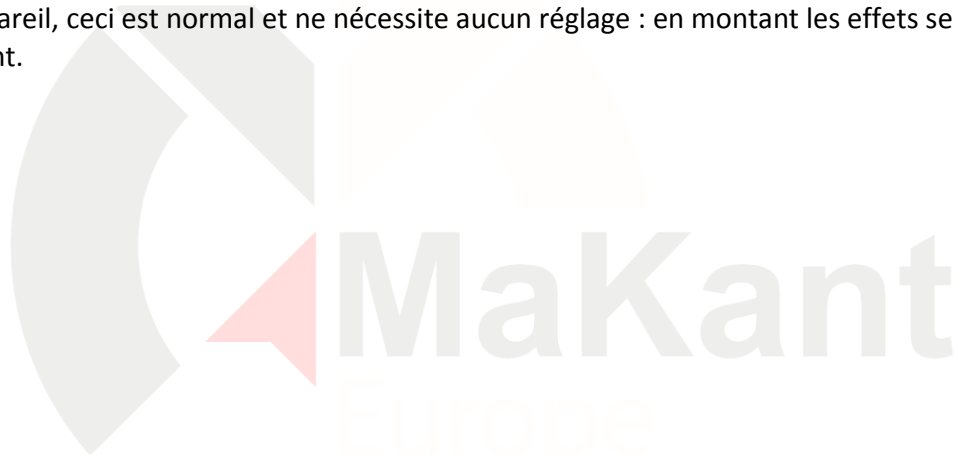 areil, ceci est normal et ne nécessite aucun réglage : en montant les effets se
nt.
MaKant
Europe